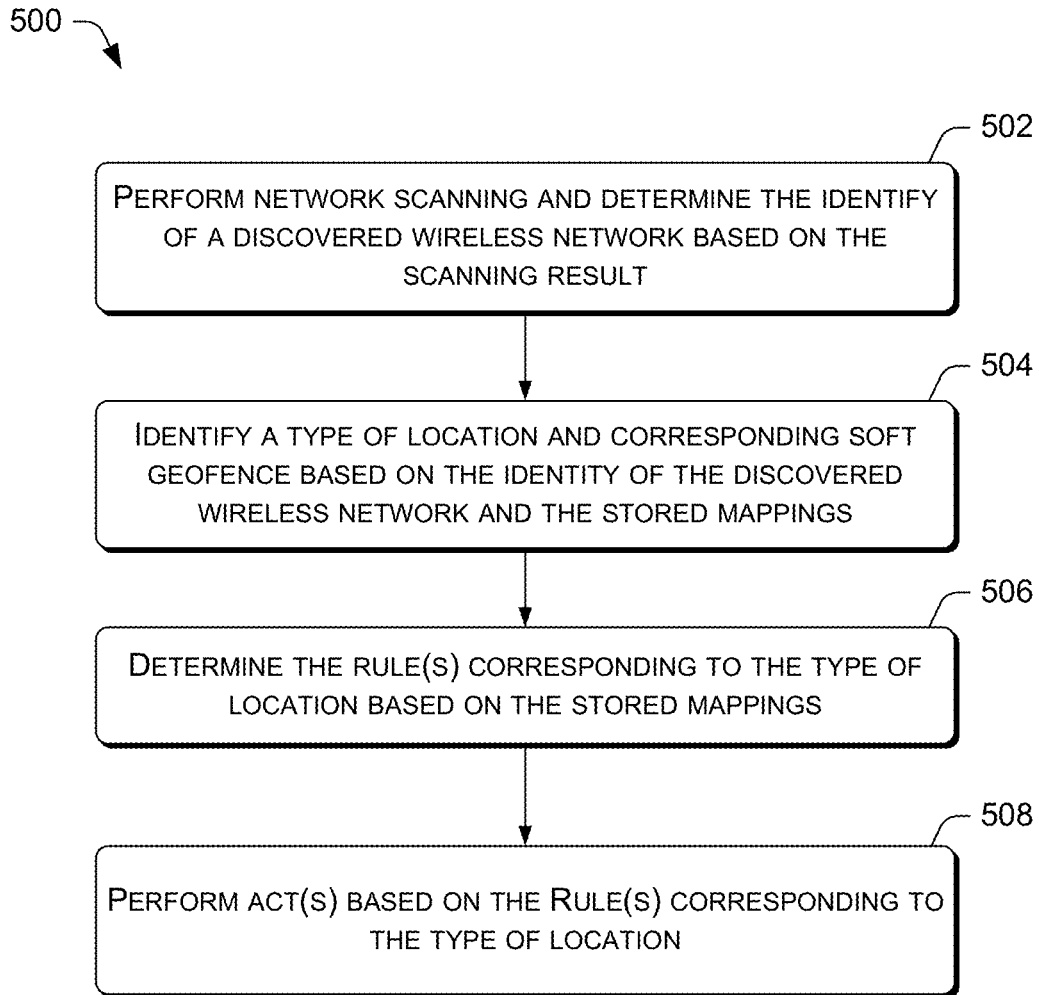 500
502
PERFORM NETWORK SCANNING AND DETERMINE THE IDENTIFY
OF A DISCOVERED WIRELESS NETWORK BASED ON THE
SCANNING RESULT
504
IDENTIFY A TYPE OF LOCATION AND CORRESPONDING SOFT
GEOFENCE BASED ON THE IDENTITY OF THE DISCOVERED
WIRELESS NETWORK AND THE STORED MAPPINGS
506
DETERMINE THE RULE(S) CORRESPONDING TO THE TYPE OF
LOCATION BASED ON THE STORED MAPPINGS
508
PERFORM ACT(S) BASED ON THE RULE(S) CORRESPONDING TO
THE TYPE OF LOCATION